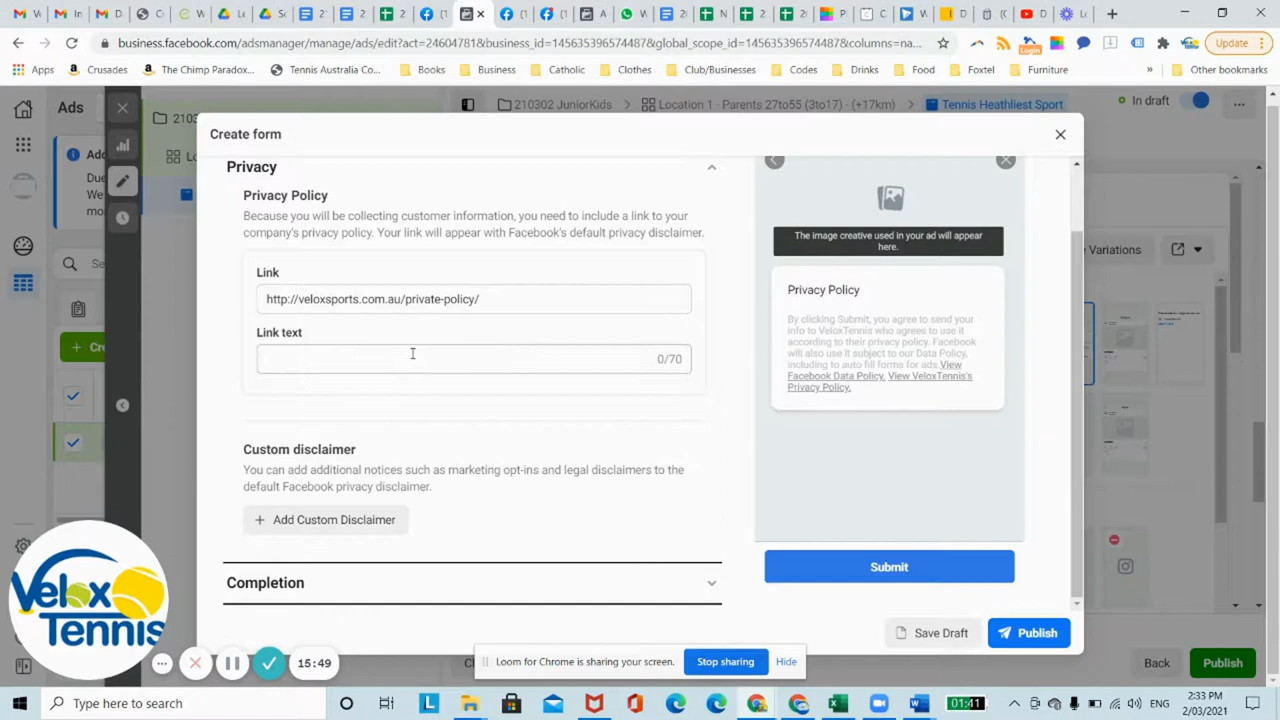 business.facebook.com/adsmanager/manage/ads/edit?act=24604781&business_id=145635396574487&global_scope_id=145635396574487&columns=na...
Update
Apps
Crusades
The Chimp Paradox...
Tennis Australia Co...
Books
Business
Catholic
Clothes
Club/Businesses
Codes
Drinks
Food
Foxtel
Furniture
Other bookmarks
Ads
210302 JuniorKids
Location 1 - Parents 27to55 (3to17) - (+17km)
Tennis Heathliest Sport
In draft
Create form
Privacy
Privacy Policy
Because you will be collecting customer information, you need to include a link to your
company's privacy policy. Your link will appear with Facebook's default privacy disclaimer.
Link
http://veloxsports.com.au/private-policy/
Link text
0/70
Custom disclaimer
You can add additional notices such as marketing opt-ins and legal disclaimers to the
default Facebook privacy disclaimer.
+ Add Custom Disclaimer
Completion
The image creative used in your ad will appear
here.
Privacy Policy
By clicking Submit, you agree to send your
info to VeloxTennis who agrees to use it
according to their privacy policy. Facebook
will also use it subject to our Data Policy,
including to auto fill forms for ads. View
Facebook Data Policy. View VeloxTennis's
Privacy Policy.
Submit
Save Draft
Publish
Variations
Back
Publish
Velox
Tennis
15:49
Loom for Chrome is sharing your screen.
Stop sharing
Hide
Type here to search
01:41
2:33 PM
2/03/2021